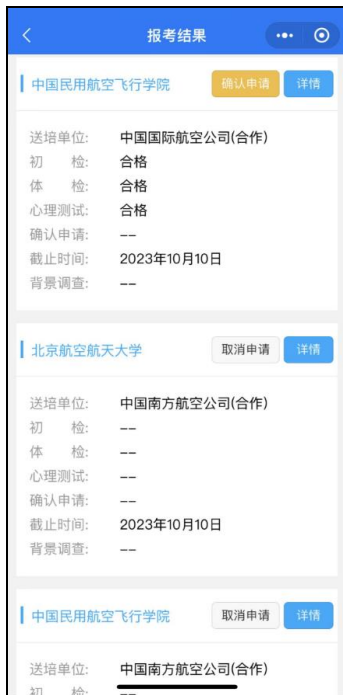 报考结果
中国民用航空飞行学院 确认申请 详情
送培单位: 中国国际航空公司(合作)
初 检: 合格
体 检: 合格
心理测试: 合格
确认申请: --
截止时间: 2023年10月10日
背景调查: --
北京航空航天大学 取消申请 详情
送培单位: 中国南方航空公司(合作)
初 检: --
体 检: --
心理测试: --
确认申请: --
截止时间: 2023年10月10日
背景调查: --
中国民用航空飞行学院 取消申请 详情
送培单位: 中国南方航空公司(合作)
初 检: --